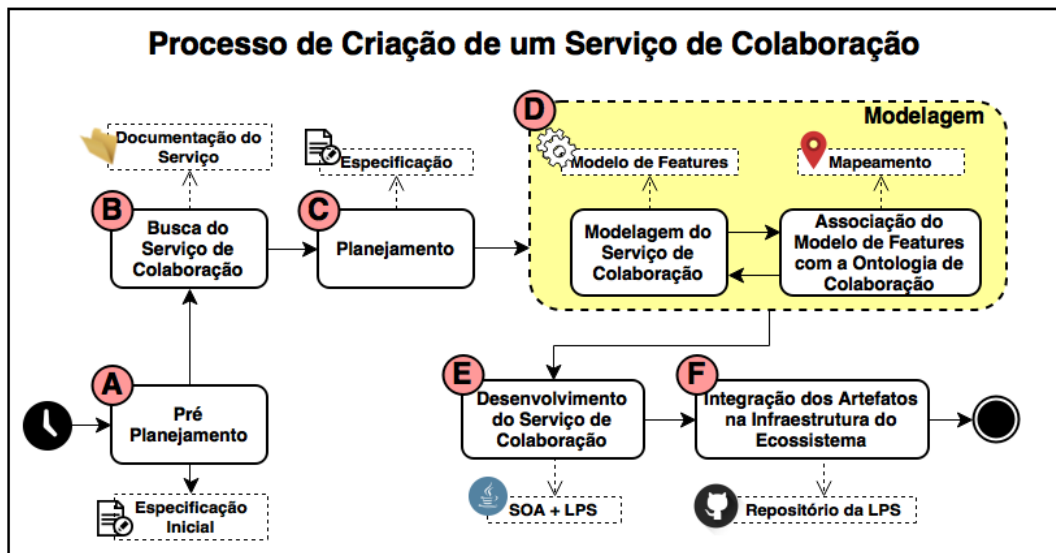 Processo de Criação de um Serviço de Colaboração
D
Modelagem
Documentação do
Serviço
Especificação
Modelo de Features
Mapeamento
B
Busca do
Serviço de
Colaboração
C
Planejamento
Modelagem do
Serviço de
Colaboração
Associação do
Modelo de Features
com a Ontologia de
Colaboração
A
Pré
Planejamento
E
Desenvolvimento
do Serviço de
Colaboração
F
Integração dos Artefatos
na Infraestrutura do
Ecossistema
Especificação
Inicial
SOA + LPS
Repositório da LPS